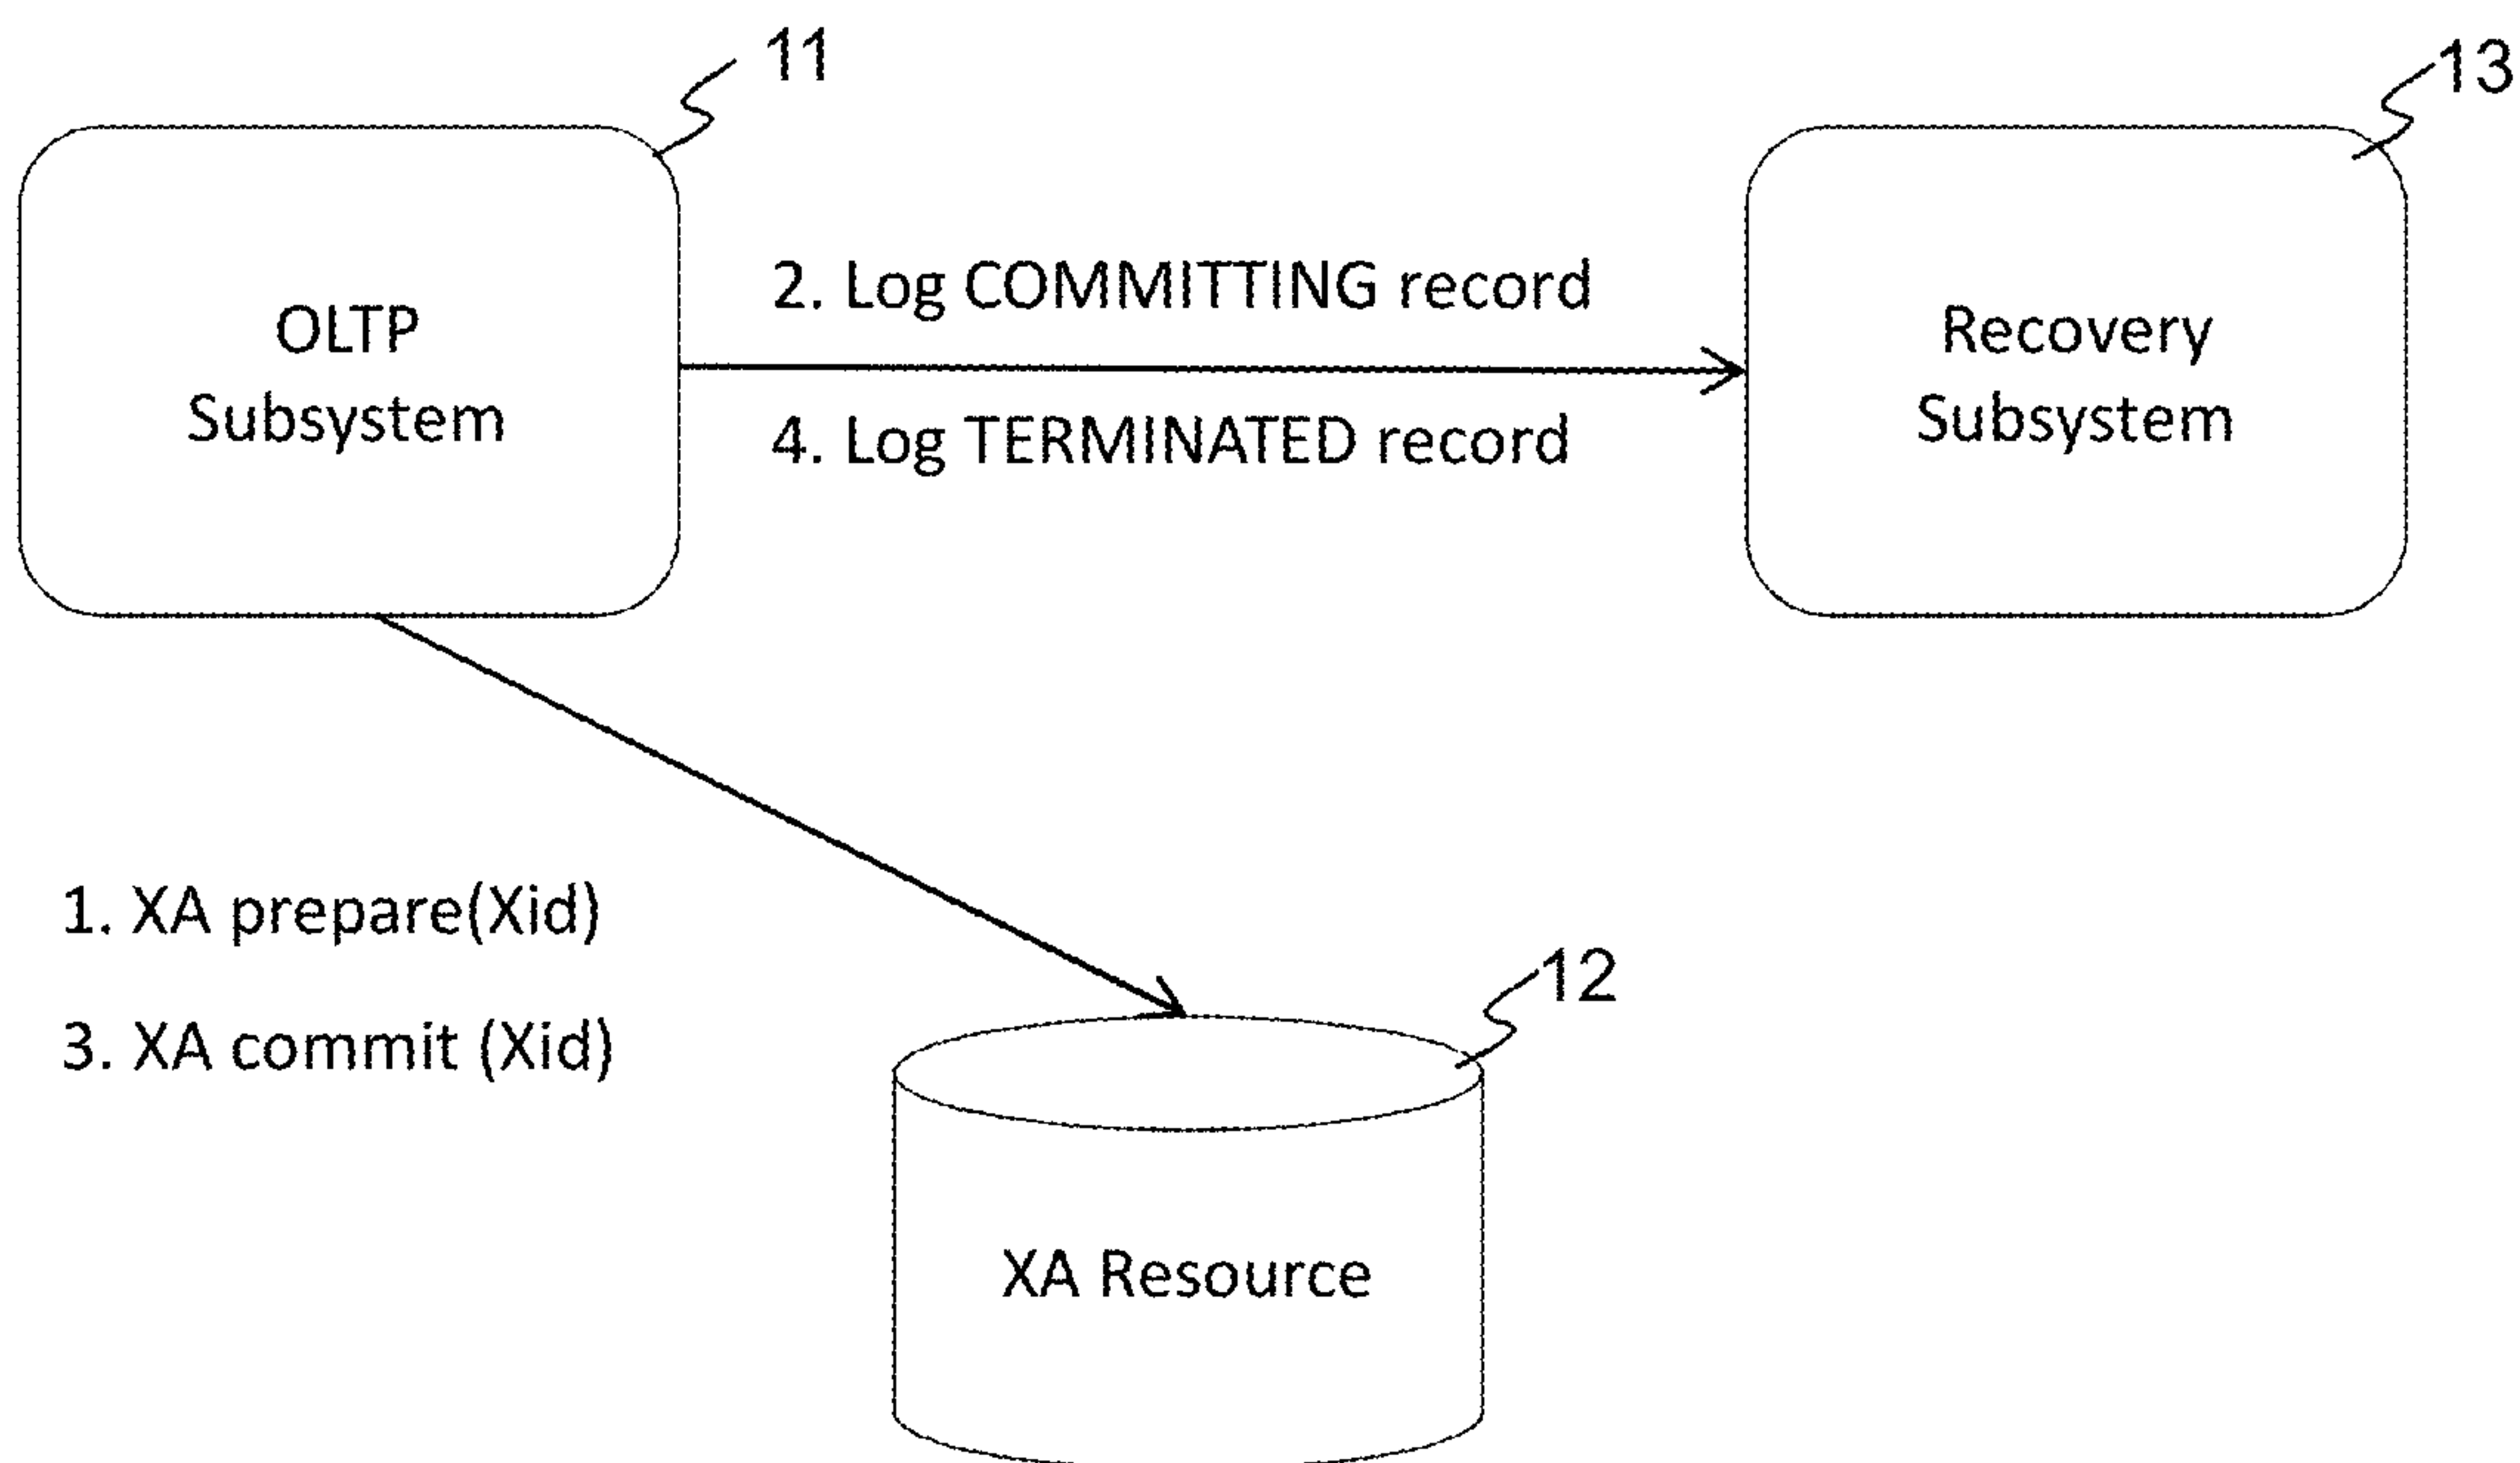 11
13
OLTP
Subsystem
2. Log COMMITTING record
4. Log TERMINATED record
Recovery
Subsystem
1. XA prepare(Xid)
3. XA commit (Xid)
12
XA Resource